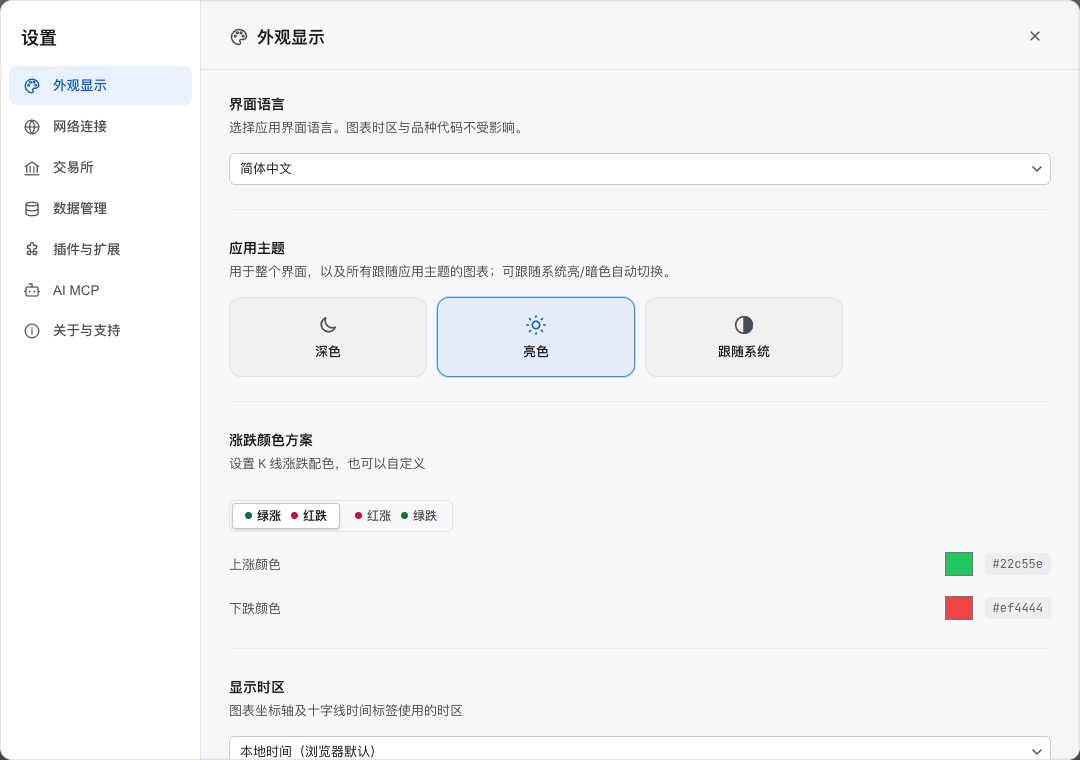 设置
外观显示
网络连接
交易所
数据管理
插件与扩展
AI MCP
关于与支持
外观显示
界面语言
选择应用界面语言。图表时区与品种代码不受影响。
简体中文
应用主题
用于整个界面，以及所有跟随应用主题的图表；可跟随系统亮/暗色自动切换。
深色
亮色
跟随系统
涨跌颜色方案
设置 K 线涨跌配色，也可以自定义
绿涨 红跌 红涨 绿跌
上涨颜色 #22c55e
下跌颜色 #ef4444
显示时区
图表坐标轴及十字线时间标签使用的时区
本地时间（浏览器默认）